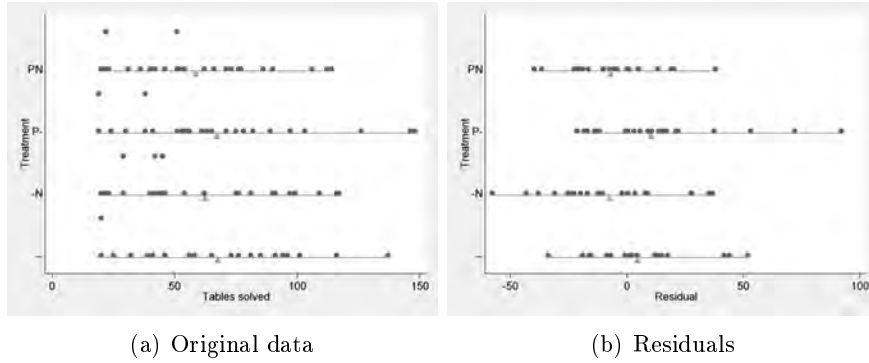 Treatment
PN
P-
-N
--
0
50
100
150
Tables solved
Treatment
PN
P-
-N
--
-50
0
50
100
Residual
(a) Original data
(b) Residuals